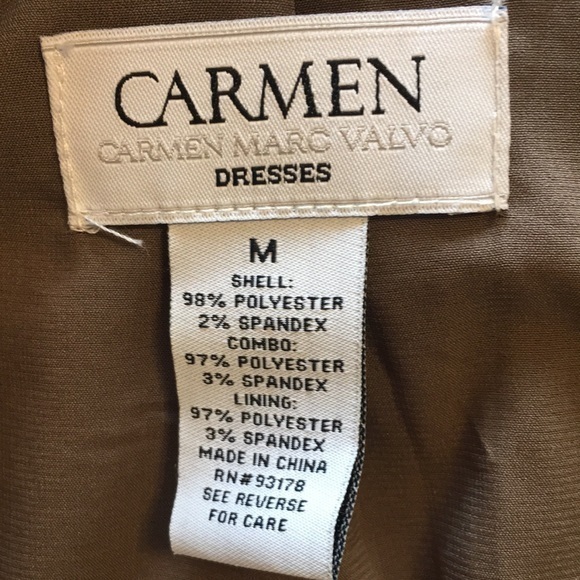 CARMEN
CARMEN MARC VALVO
DRESSES
M
SHELL:
98% POLYESTER
2% SPANDEX
COMBO:
97% POLYESTER
3% SPANDEX
LINING:
97% POLYESTER
3% SPANDEX
MADE IN CHINA
RN#93178
SEE REVERSE
FOR CARE